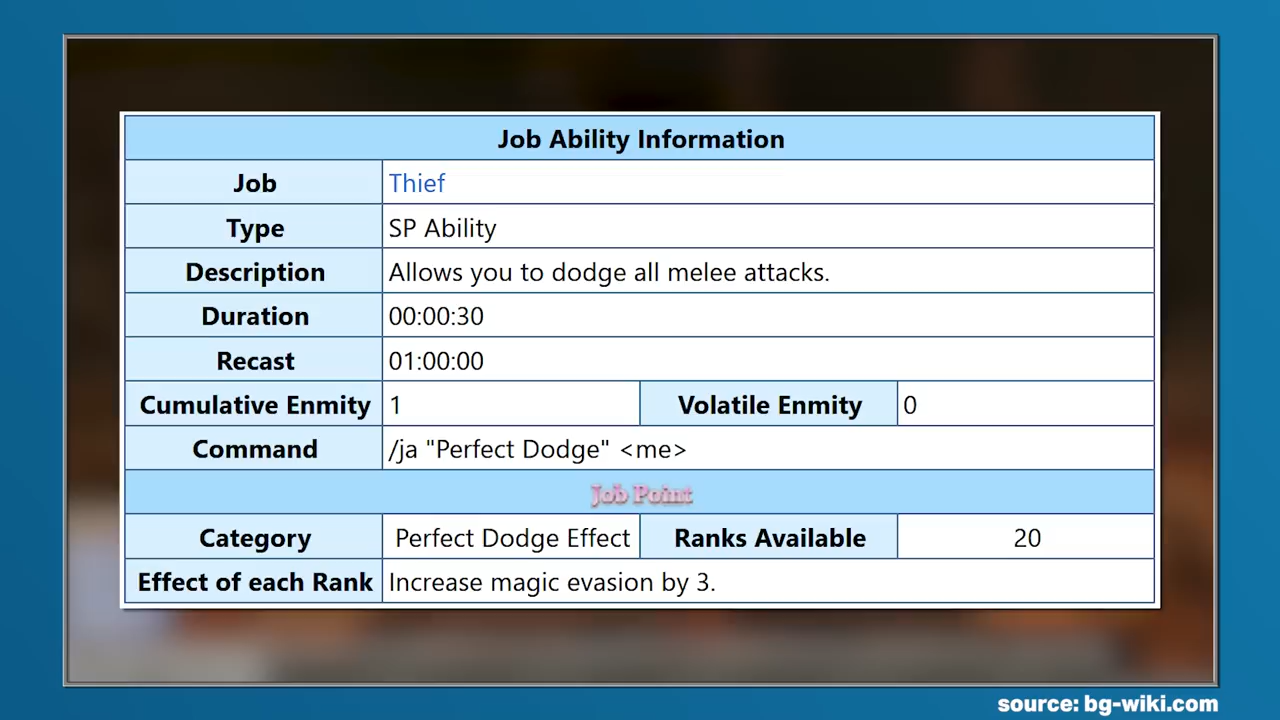 Job Ability Information
Job Thief
Type SP Ability
Description Allows you to dodge all melee attacks.
Duration 00:00:30
Recast 01:00:00
Cumulative Enmity 1 Volatile Enmity 0
Command /ja "Perfect Dodge" <me>
Job Point
Category Perfect Dodge Effect Ranks Available 20
Effect of each Rank Increase magic evasion by 3.
source: bg-wiki.com